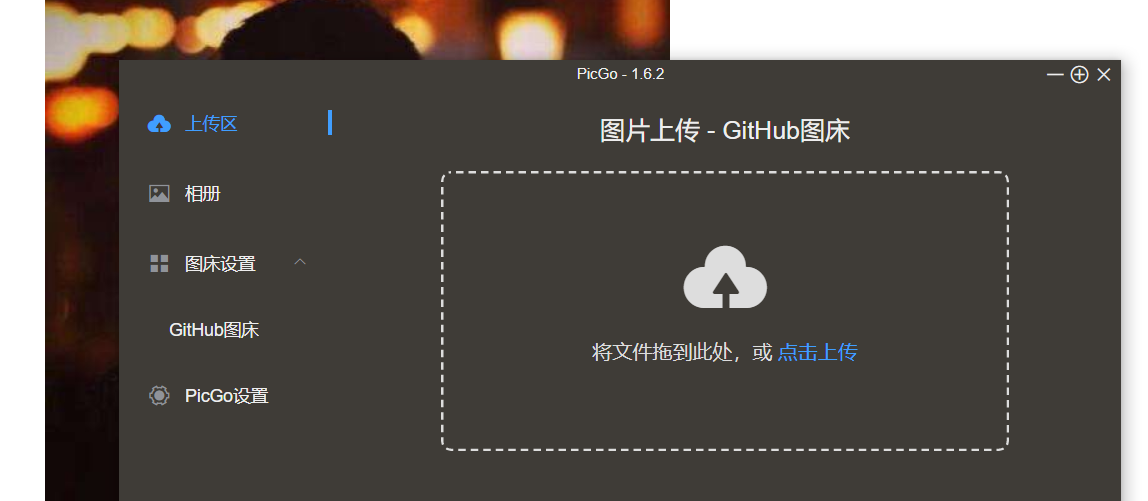 PicGo - 1.6.2
上传区
相册
图床设置
GitHub图床
PicGo设置
图片上传 - GitHub图床
将文件拖到此处，或 点击上传